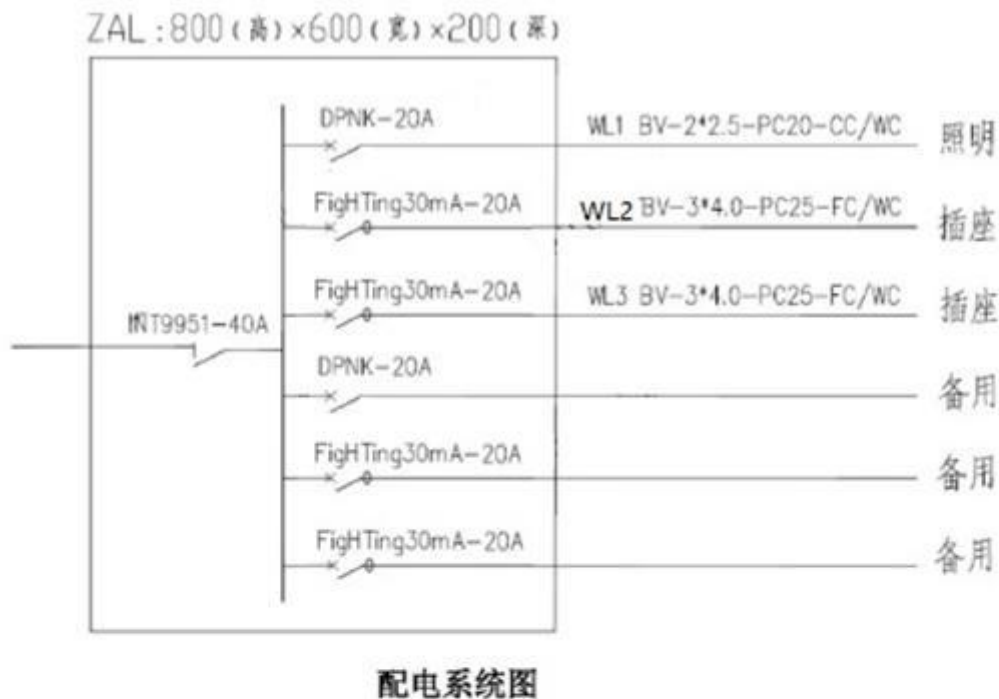 ZAL:800(高)×600(宽)×200(深)
DPNK-20A
WL1 BV-2*2.5-PC20-CC/WC
照明
FigHTing30mA-20A
WL2 BV-3*4.0-PC25-FC/WC
插座
FigHTing30mA-20A
WL3 BV-3*4.0-PC25-FC/WC
插座
INT9951-40A
DPNK-20A
备用
FigHTing30mA-20A
备用
FigHTing30mA-20A
备用
配电系统图